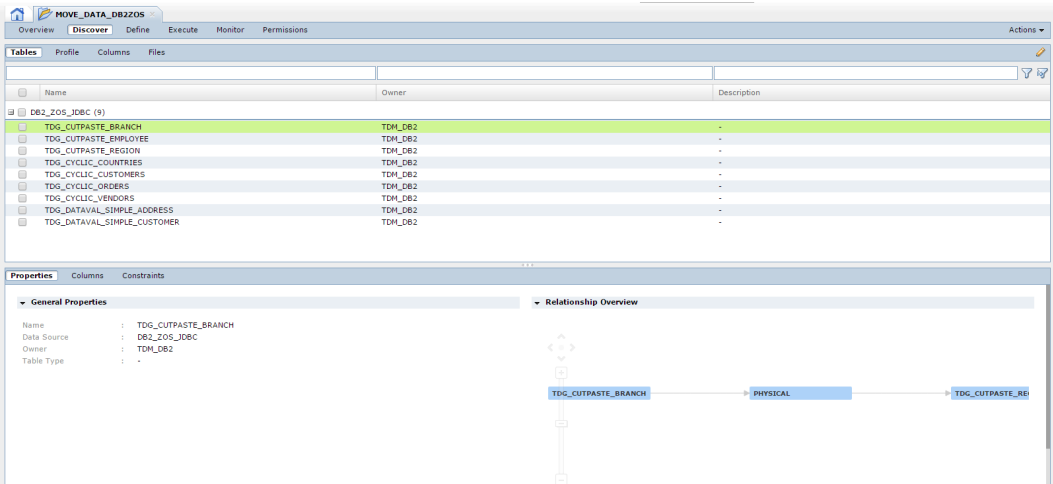 MOVE_DATA_DB2ZOS
Overview Discover Define Execute Monitor Permissions Actions
Tables Profile Columns Files
Name Owner Description
DB2_ZOS_JDBC (9)
TDG_CUTPASTE_BRANCH TDM_DB2 -
TDG_CUTPASTE_EMPLOYEE TDM_DB2 -
TDG_CUTPASTE_REGION TDM_DB2 -
TDG_CYCLIC_COUNTRIES TDM_DB2 -
TDG_CYCLIC_CUSTOMERS TDM_DB2 -
TDG_CYCLIC_ORDERS TDM_DB2 -
TDG_CYCLIC_VENDORS TDM_DB2 -
TDG_DATAVAL_SIMPLE_ADDRESS TDM_DB2 -
TDG_DATAVAL_SIMPLE_CUSTOMER TDM_DB2 -
Properties Columns Constraints
General Properties
Name : TDG_CUTPASTE_BRANCH
Data Source : DB2_ZOS_JDBC
Owner : TDM_DB2
Table Type : -
Relationship Overview
TDG_CUTPASTE_BRANCH PHYSICAL TDG_CUTPASTE_RE